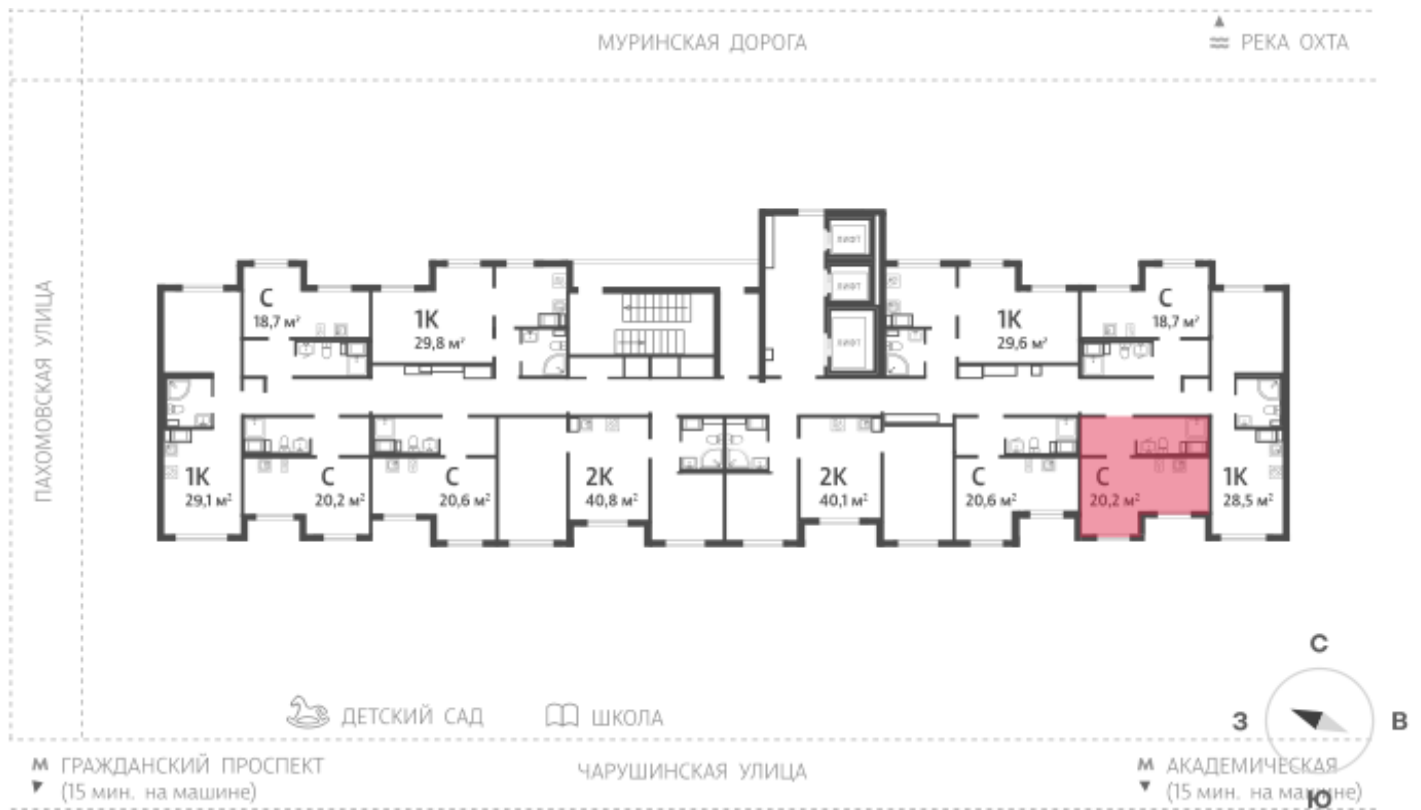 МУРИНСКАЯ ДОРОГА
РЕКА ОХТА
ПАХОМОВСКАЯ УЛИЦА
С
18,7 м²
1К
29,8 м²
ЛИФТ
ЛИФТ
ЛИФТ
1К
29,6 м²
С
18,7 м²
1К
29,1 м²
С
20,2 м²
С
20,6 м²
2К
40,8 м²
2К
40,1 м²
С
20,6 м²
С
20,2 м²
1К
28,5 м²
ДЕТСКИЙ САД
ШКОЛА
С
З
В
Ю
М ГРАЖДАНСКИЙ ПРОСПЕКТ
(15 мин. на машине)
ЧАРУШИНСКАЯ УЛИЦА
М АКАДЕМИЧЕСКАЯ
(15 мин. на машине)